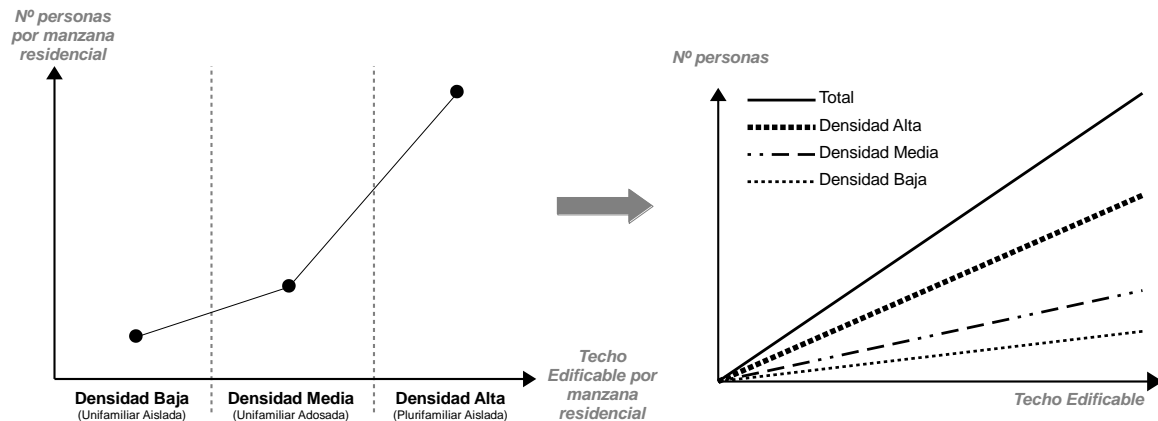 Nº personas
por manzana
residencial
Densidad Baja
(Unifamiliar Aislada)
Densidad Media
(Unifamiliar Adosada)
Densidad Alta
(Plurifamiliar Aislada)
Techo
Edificable por
manzana
residencial
Nº personas
Total
Densidad Alta
Densidad Media
Densidad Baja
Techo Edificable